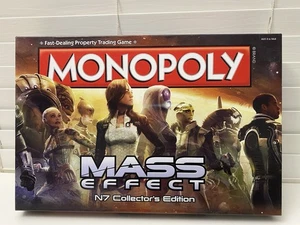 Fast-Dealing Property Trading Game
MONOPOLY
MASS
EFFECT
N7 Collector's Edition